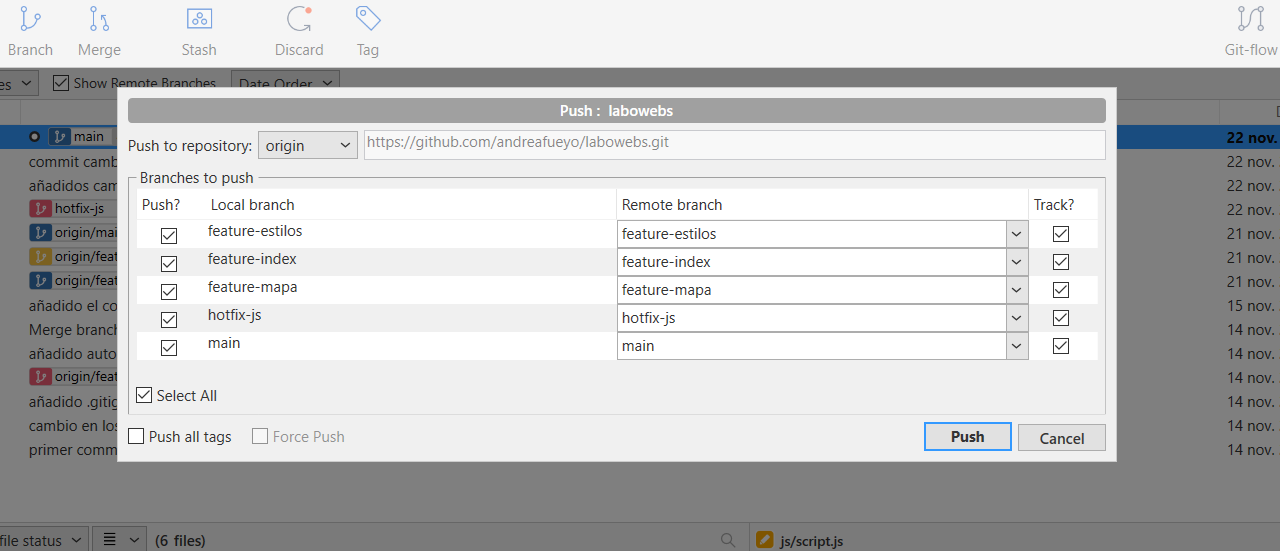 Branch Merge Stash Discard Tag Git-flow
es Show Remote Branches Date Order
Push : labowebs
main 22 nov.
Push to repository: origin https://github.com/andreafueyo/labowebs.git
commit camb 22 nov.
Branches to push
añadidos cam 22 nov.
Push? Local branch Remote branch Track?
hotfix-js 22 nov.
feature-estilos feature-estilos
origin/mai 21 nov.
feature-index feature-index
origin/feat 21 nov.
feature-mapa feature-mapa
origin/feat 21 nov.
añadido el co 15 nov.
hotfix-js hotfix-js
Merge branch 14 nov.
main main
añadido auto 14 nov.
origin/feat 14 nov.
Select All
añadido .gitig 14 nov.
cambio en los 14 nov.
Push all tags Force Push Push Cancel
primer comm 14 nov.
file status (6 files) js/script.js